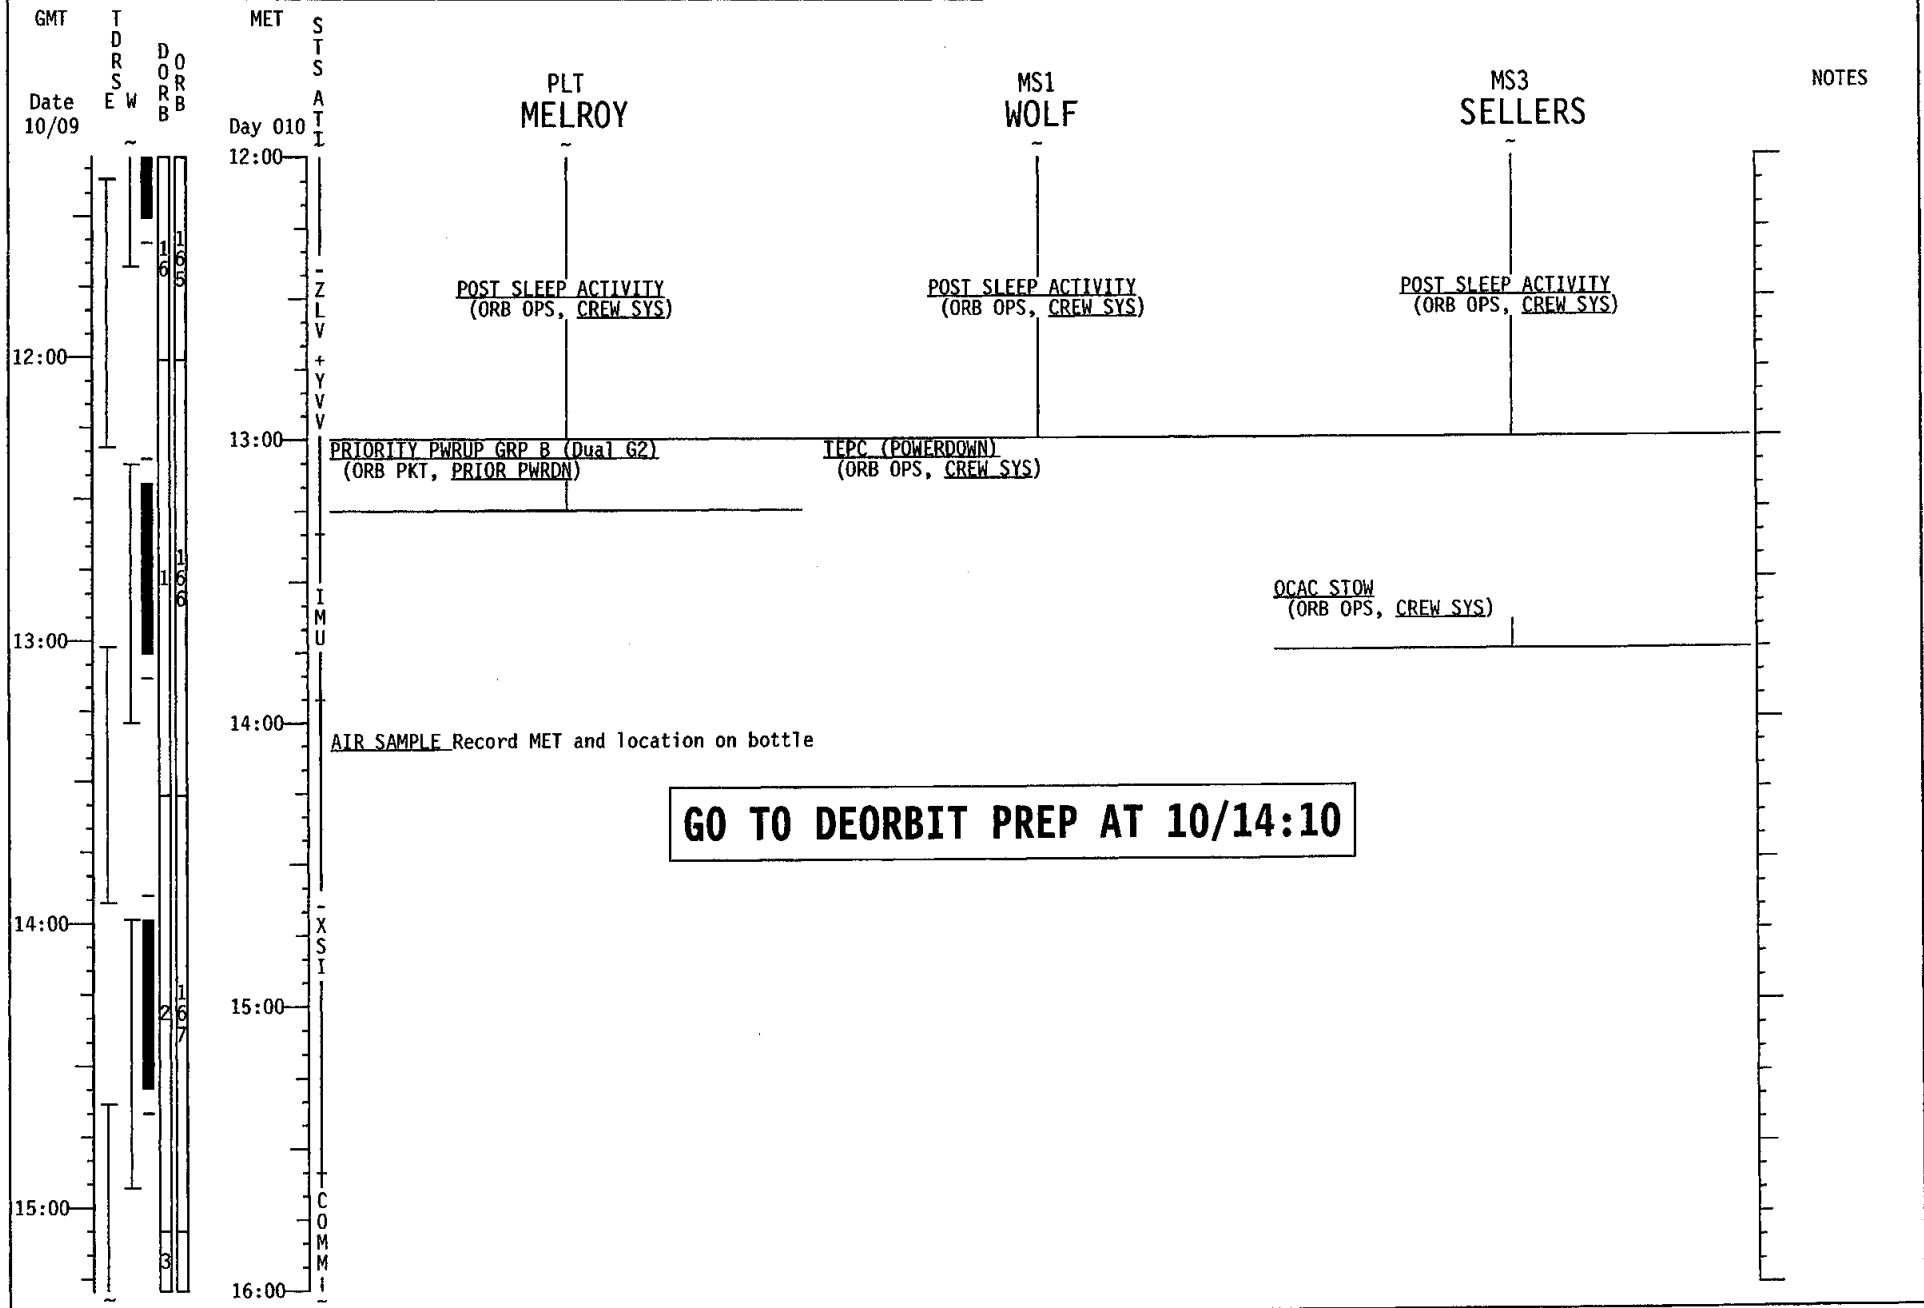 GMT
TDRS
E W
DORB
ORB
MET
STS ATT
Date
10/09
Day 010
PLT
MELROY
MS1
WOLF
MS3
SELLERS
NOTES
~ ~ ~ ~ ~
12:00
16
165
-ZLV +YVV
POST SLEEP ACTIVITY
(ORB OPS, CREW SYS)
POST SLEEP ACTIVITY
(ORB OPS, CREW SYS)
POST SLEEP ACTIVITY
(ORB OPS, CREW SYS)
12:00
13:00
PRIORITY PWRUP GRP B (Dual G2)
(ORB PKT, PRIOR PWRDN)
TEPC (POWERDOWN)
(ORB OPS, CREW SYS)
1
166
IMU
OCAC STOW
(ORB OPS, CREW SYS)
13:00
14:00
AIR SAMPLE Record MET and location on bottle
GO TO DEORBIT PREP AT 10/14:10
14:00
-XSI
2
167
15:00
15:00
COMM
3
16:00
~ ~